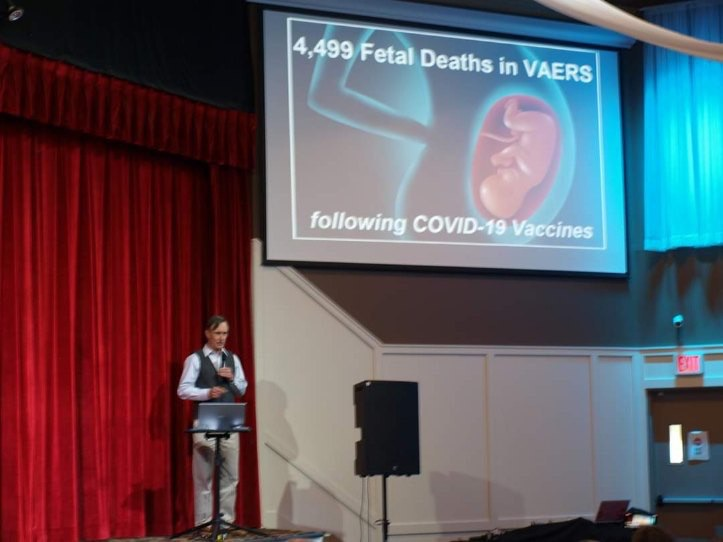 4,499 Fetal Deaths in VAERS
following COVID-19 Vaccines
EXIT